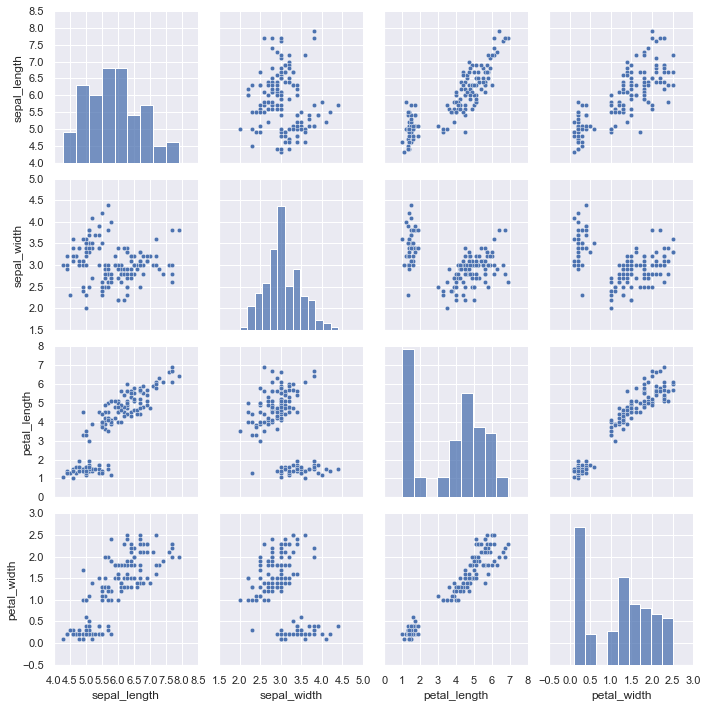 8.5
8.0
7.5
7.0
6.5
6.0
5.5
5.0
4.5
4.0
sepal_length
5.0
4.5
4.0
3.5
3.0
2.5
2.0
1.5
sepal_width
8
7
6
5
4
3
2
1
0
petal_length
3.0
2.5
2.0
1.5
1.0
0.5
0.0
-0.5
petal_width
4.0 4.5 5.0 5.5 6.0 6.5 7.0 7.5 8.0 8.5
1.5 2.0 2.5 3.0 3.5 4.0 4.5 5.0
0 1 2 3 4 5 6 7 8
-0.5 0.0 0.5 1.0 1.5 2.0 2.5 3.0
sepal_length
sepal_width
petal_length
petal_width